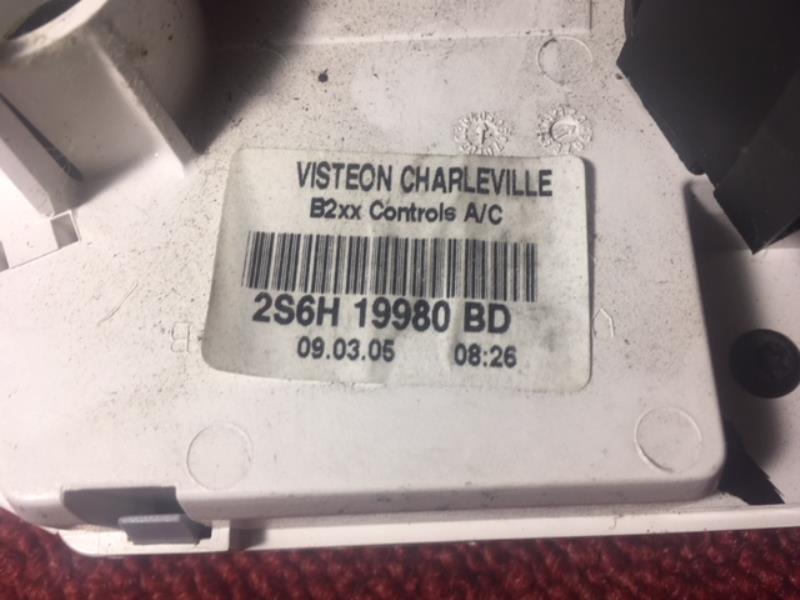 VISTEON CHARLEVILLE
B2xx Controls A/C
2S6H 19980 BD
09.03.05 08:26
B